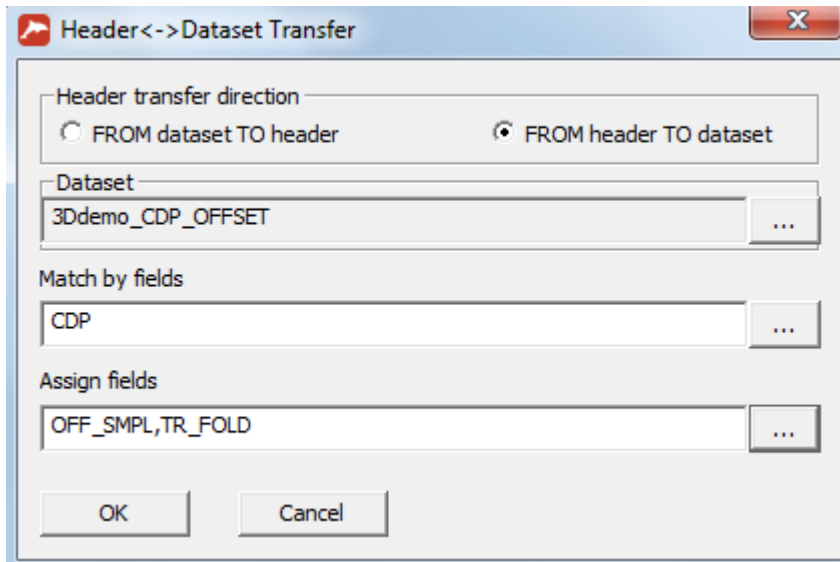 Header<->Dataset Transfer
Header transfer direction
FROM dataset TO header FROM header TO dataset
Dataset
3Ddemo_CDP_OFFSET ...
Match by fields
CDP ...
Assign fields
OFF_SMPL,TR_FOLD ...
OK Cancel